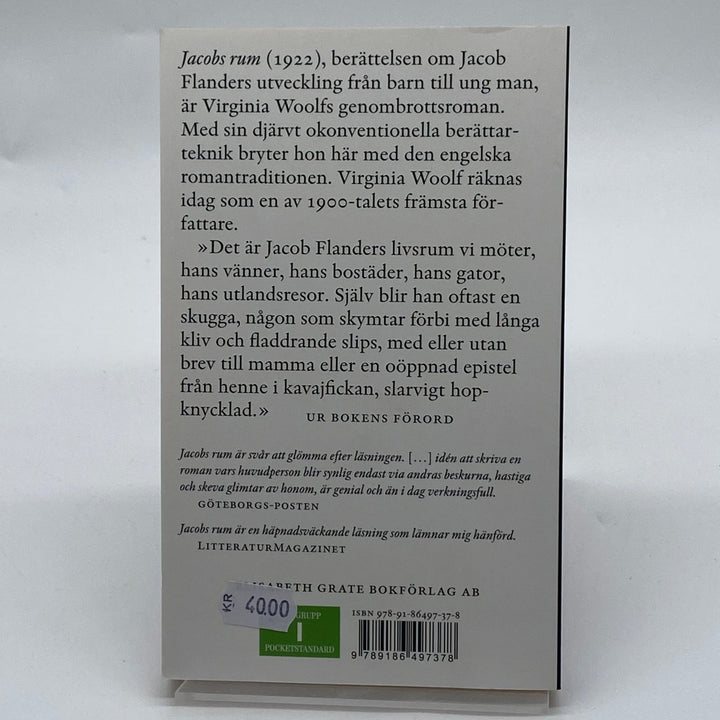 Jacobs rum (1922), berättelsen om Jacob
Flanders utveckling från barn till ung man,
är Virginia Woolfs genombrottsroman.
Med sin djärvt okonventionella berättar-
teknik bryter hon här med den engelska
romantraditionen. Virginia Woolf räknas
idag som en av 1900-talets främsta för-
fattare.
»Det är Jacob Flanders livsrum vi möter,
hans vänner, hans bostäder, hans gator,
hans utlandsresor. Själv blir han oftast en
skugga, någon som skymtar förbi med långa
kliv och fladdrande slips, med eller utan
brev till mamma eller en oöppnad epistel
från henne i kavajfickan, slarvigt hop-
knycklad.»
UR BOKENS FÖRORD
Jacobs rum är svår att glömma efter läsningen. [...] idén att skriva en
roman vars huvudperson blir synlig endast via andras beskurna, hastiga
och skeva glimtar av honom, är genial och än i dag verkningsfull.
GÖTEBORGS-POSTEN
Jacobs rum är en häpnadsväckande läsning som lämnar mig hänförd.
LITTERATURMAGAZINET
GRATE BOKFÖRLAG AB
KR 4000
I
POCKETSTANDARD
ISBN 978-91-86497-37-8
9 789186 497378